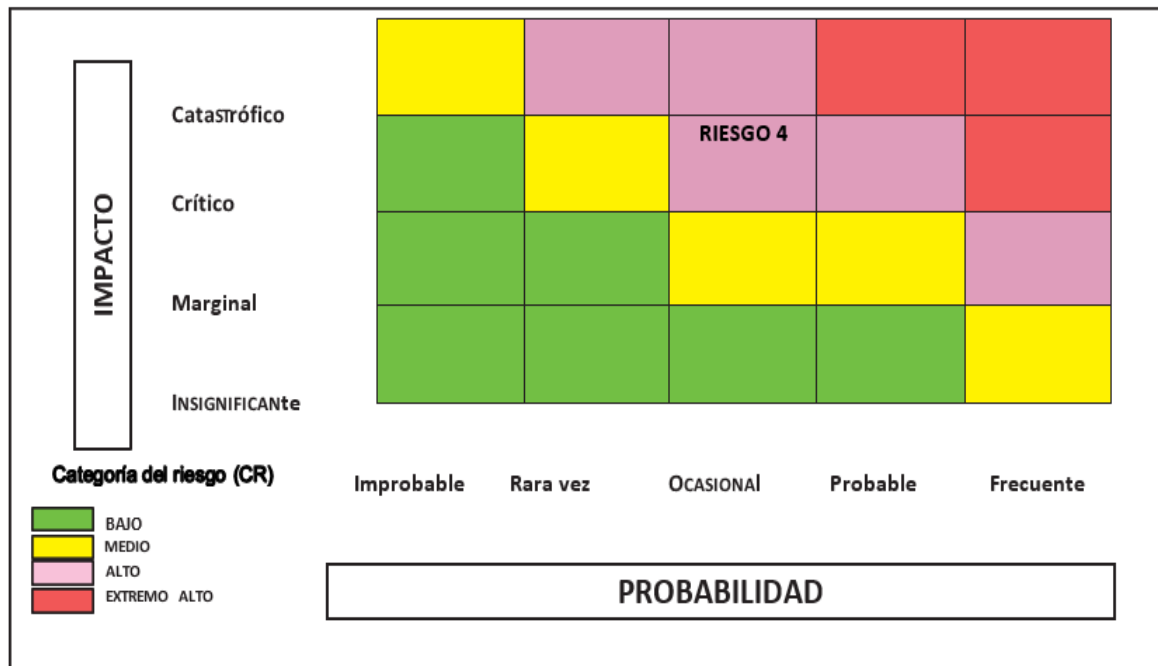 IMPACTO
Catastrófico
RIESGO 4
Crítico
Marginal
INSIGNIFICANte
Categoría del riesgo (CR)
BAJO
MEDIO
ALTO
EXTREMO ALTO
Improbable Rara vez OCASIONAl Probable Frecuente
PROBABILIDAD